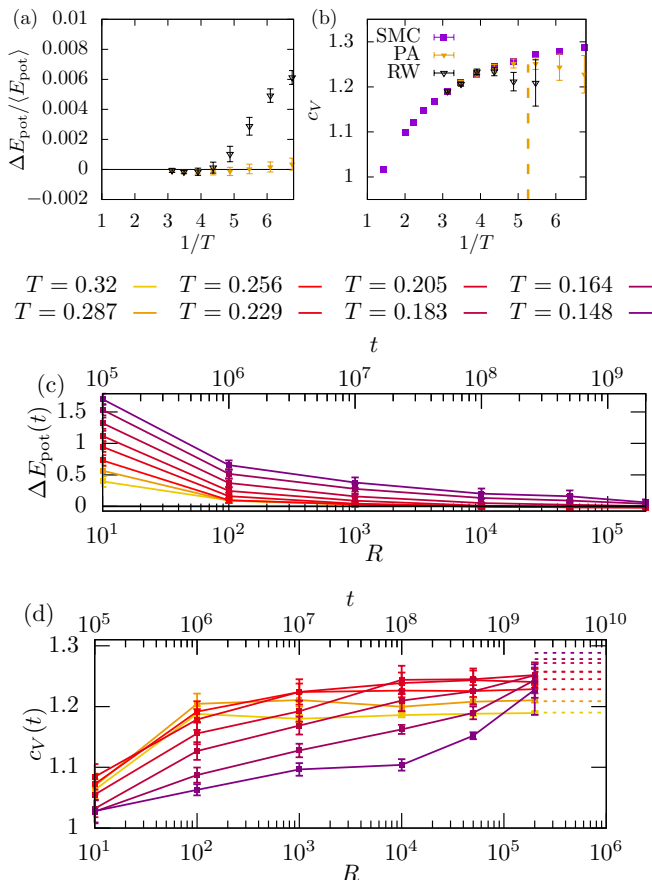 (a)
0.01
0.008
0.006
0.004
0.002
0
−0.002
ΔE_pot/⟨E_pot⟩
1 2 3 4 5 6
1/T
(b)
SMC
PA
RW
1.3
1.2
1.1
1
c_V
1 2 3 4 5 6
1/T
T = 0.32 T = 0.256 T = 0.205 T = 0.164
T = 0.287 T = 0.229 T = 0.183 T = 0.148
t
(c)
10^5 10^6 10^7 10^8 10^9
1.5
1
0.5
0
ΔE_pot(t)
10^1 10^2 10^3 10^4 10^5
R
t
(d)
10^5 10^6 10^7 10^8 10^9 10^10
1.3
1.2
1.1
1
c_V(t)
10^1 10^2 10^3 10^4 10^5 10^6
R